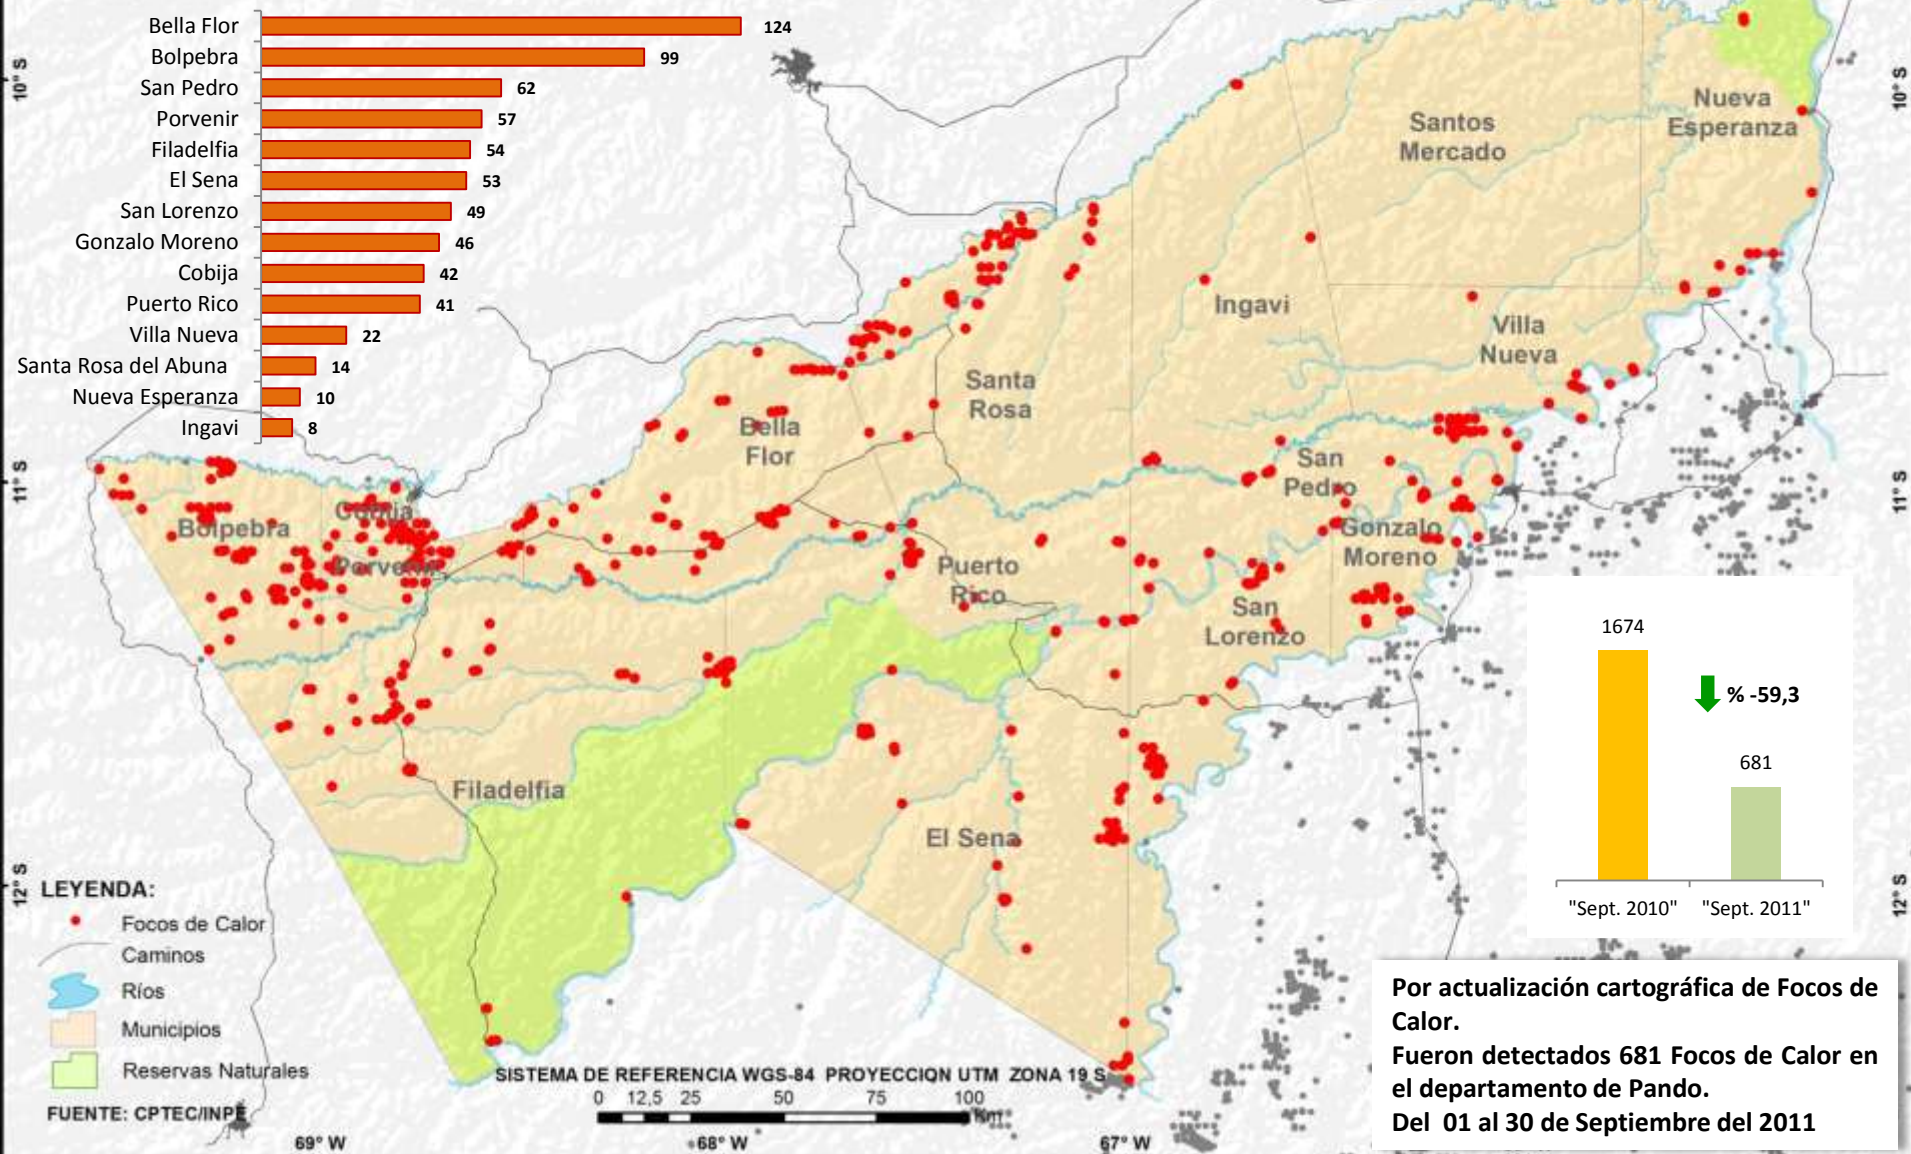 Bella Flor 124
Bolpebra 99
San Pedro 62
Porvenir 57
Filadelfia 54
El Sena 53
San Lorenzo 49
Gonzalo Moreno 46
Cobija 42
Puerto Rico 41
Villa Nueva 22
Santa Rosa del Abuna 14
Nueva Esperanza 10
Ingavi 8
10° S
11° S
12° S
10° S
11° S
12° S
Nueva
Esperanza
Santos
Mercado
Ingavi
Villa
Nueva
Santa
Rosa
Bella
Flor
San
Pedro
Cobija
Bolpebra
Gonzalo
Moreno
Porvenir
Puerto
Rico
San
Lorenzo
Filadelfia
El Sena
1674
% -59,3
681
"Sept. 2010" "Sept. 2011"
LEYENDA:
Focos de Calor
Caminos
Ríos
Municipios
Reservas Naturales
FUENTE: CPTEC/INPE
SISTEMA DE REFERENCIA WGS-84 PROYECCION UTM ZONA 19 S
0 12,5 25 50 75 100
Km
69° W 68° W 67° W
Por actualización cartográfica de Focos de
Calor.
Fueron detectados 681 Focos de Calor en
el departamento de Pando.
Del 01 al 30 de Septiembre del 2011